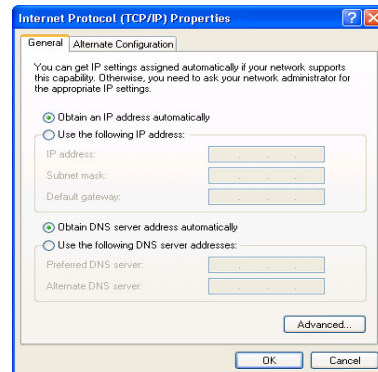 Internet Protocol (TCP/IP) Properties
General
Alternate Configuration
You can get IP settings assigned automatically if your network supports
this capability. Otherwise, you need to ask your network administrator for
the appropriate IP settings.
Obtain an IP address automatically
Use the following IP address:
IP address:
Subnet mask:
Default gateway:
Obtain DNS server address automatically
Use the following DNS server addresses:
Preferred DNS server:
Alternate DNS server:
Advanced...
OK
Cancel